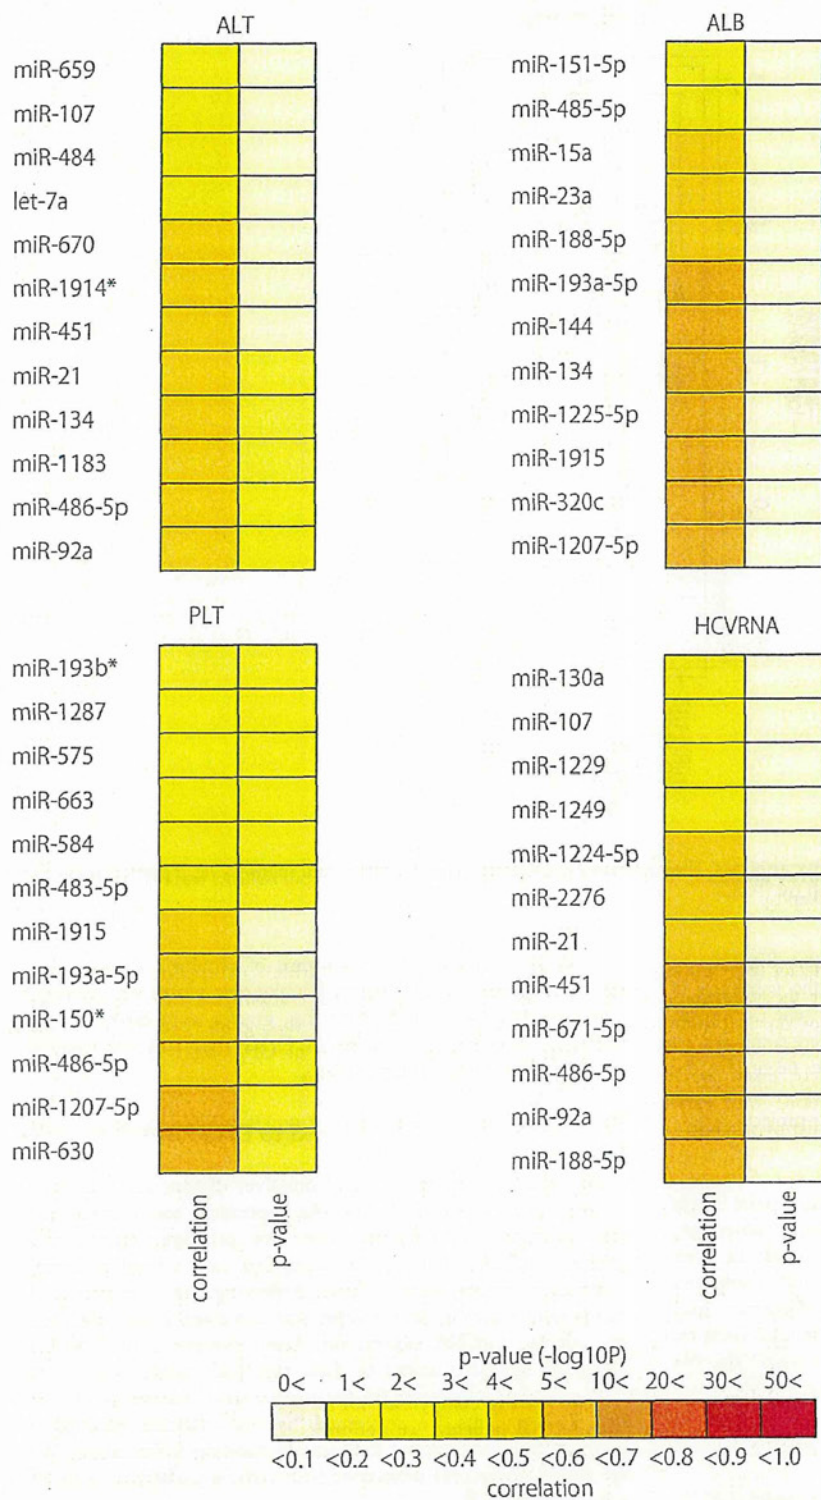 ALT
miR-659
miR-107
miR-484
let-7a
miR-670
miR-1914*
miR-451
miR-21
miR-134
miR-1183
miR-486-5p
miR-92a
ALB
miR-151-5p
miR-485-5p
miR-15a
miR-23a
miR-188-5p
miR-193a-5p
miR-144
miR-134
miR-1225-5p
miR-1915
miR-320c
miR-1207-5p
PLT
miR-193b*
miR-1287
miR-575
miR-663
miR-584
miR-483-5p
miR-1915
miR-193a-5p
miR-150*
miR-486-5p
miR-1207-5p
miR-630
correlation
p-value
HCVRNA
miR-130a
miR-107
miR-1229
miR-1249
miR-1224-5p
miR-2276
miR-21
miR-451
miR-671-5p
miR-486-5p
miR-92a
miR-188-5p
correlation
p-value
p-value (-log10P)
0< 1< 2< 3< 4< 5< 10< 20< 30< 50<
<0.1 <0.2 <0.3 <0.4 <0.5 <0.6 <0.7 <0.8 <0.9 <1.0
correlation